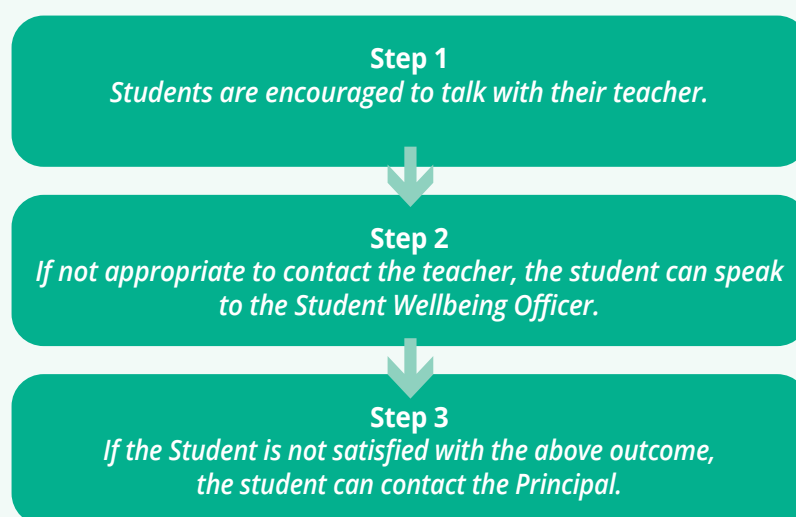 Step 1
Students are encouraged to talk with their teacher.
Step 2
If not appropriate to contact the teacher, the student can speak
to the Student Wellbeing Officer.
Step 3
If the Student is not satisfied with the above outcome,
the student can contact the Principal.